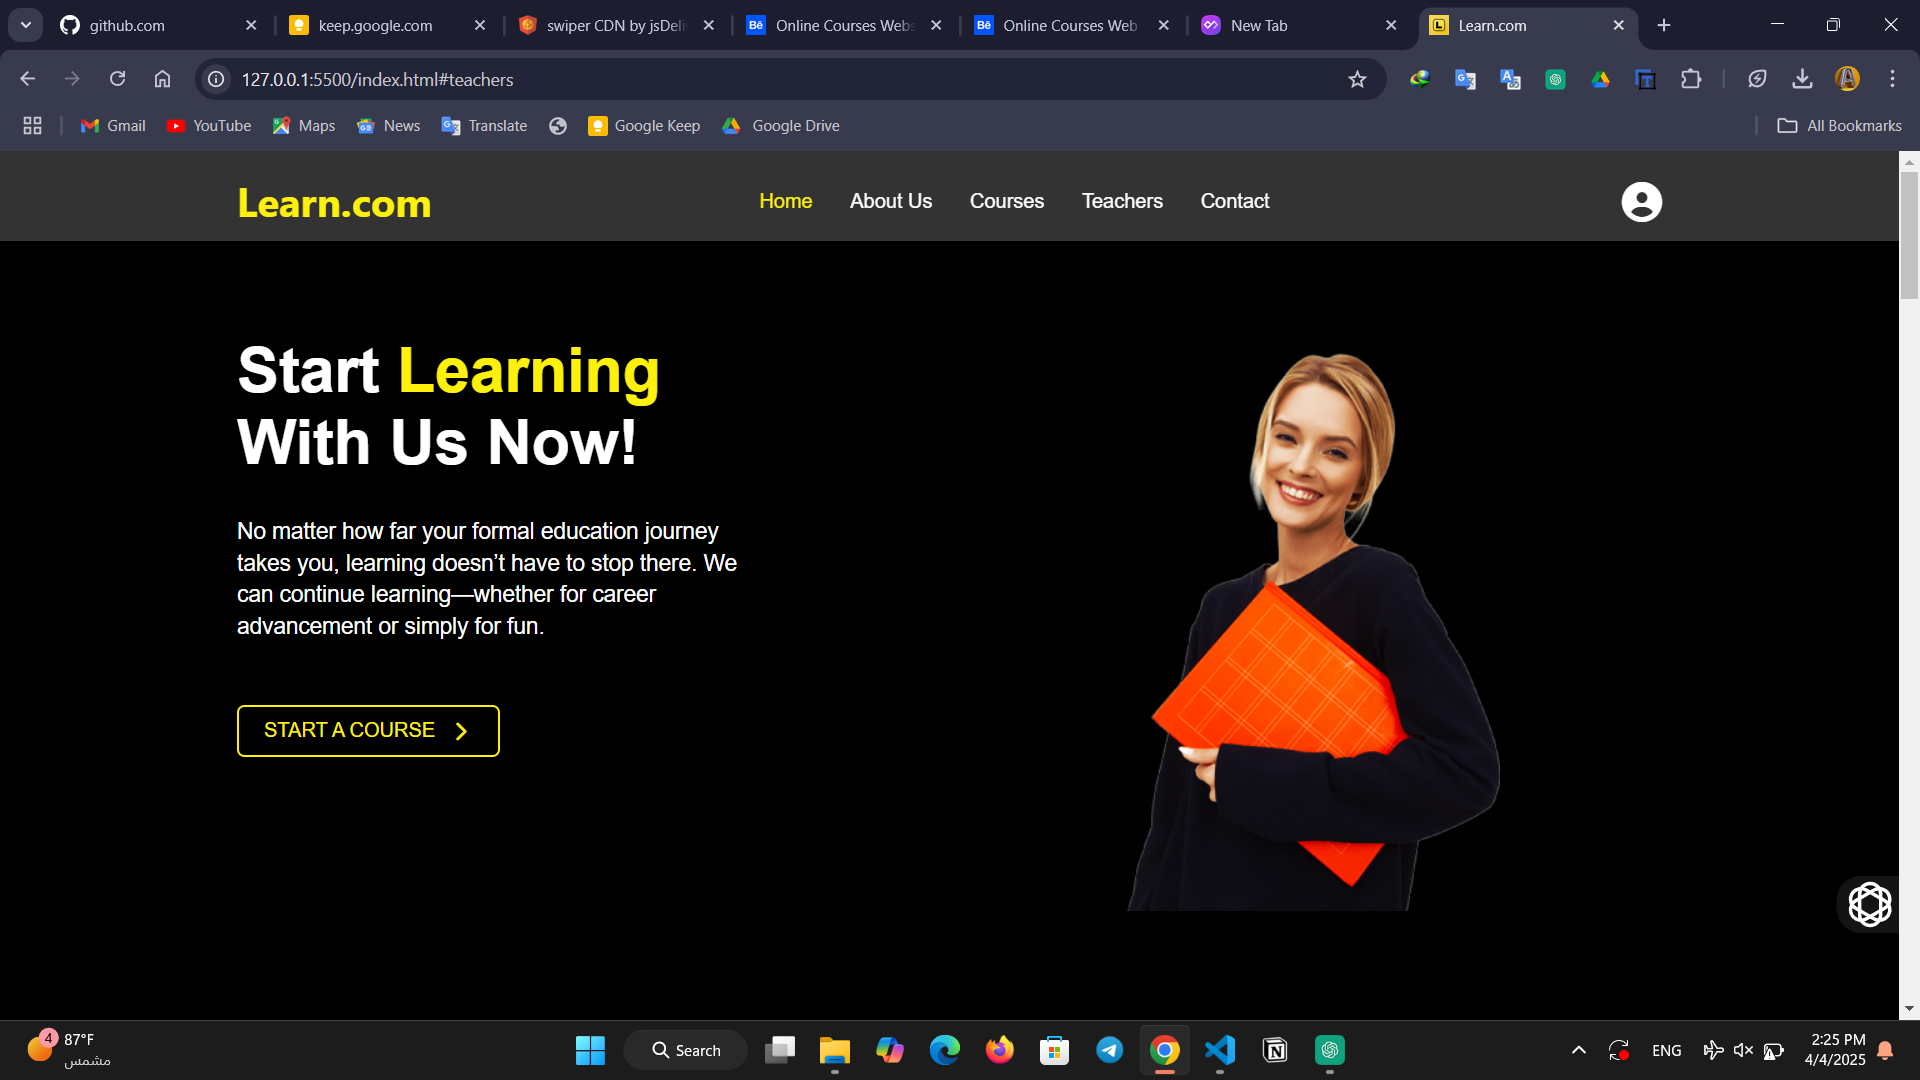 github.com
keep.google.com
swiper CDN by jsDeli
Online Courses Webs
Online Courses Web
New Tab
Learn.com
127.0.0.1:5500/index.html#teachers
Gmail
YouTube
Maps
News
Translate
Google Keep
Google Drive
All Bookmarks
Learn.com
Home
About Us
Courses
Teachers
Contact
Start Learning
With Us Now!
No matter how far your formal education journey
takes you, learning doesn’t have to stop there. We
can continue learning—whether for career
advancement or simply for fun.
START A COURSE
4
87°F
مشمس
Search
ENG
2:25 PM
4/4/2025